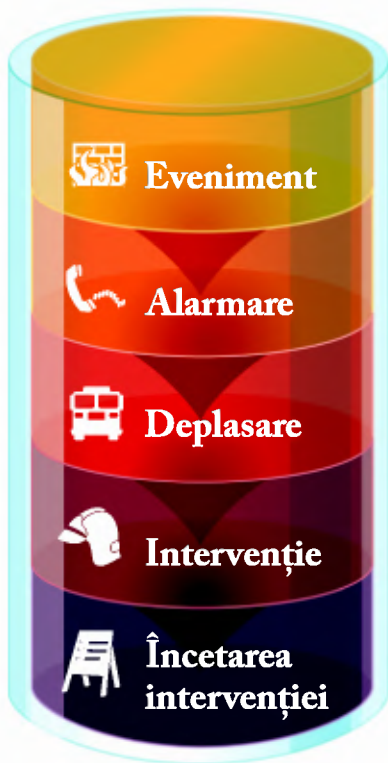 Eveniment
Alarmare
Deplasare
Intervenție
Încetarea
intervenției